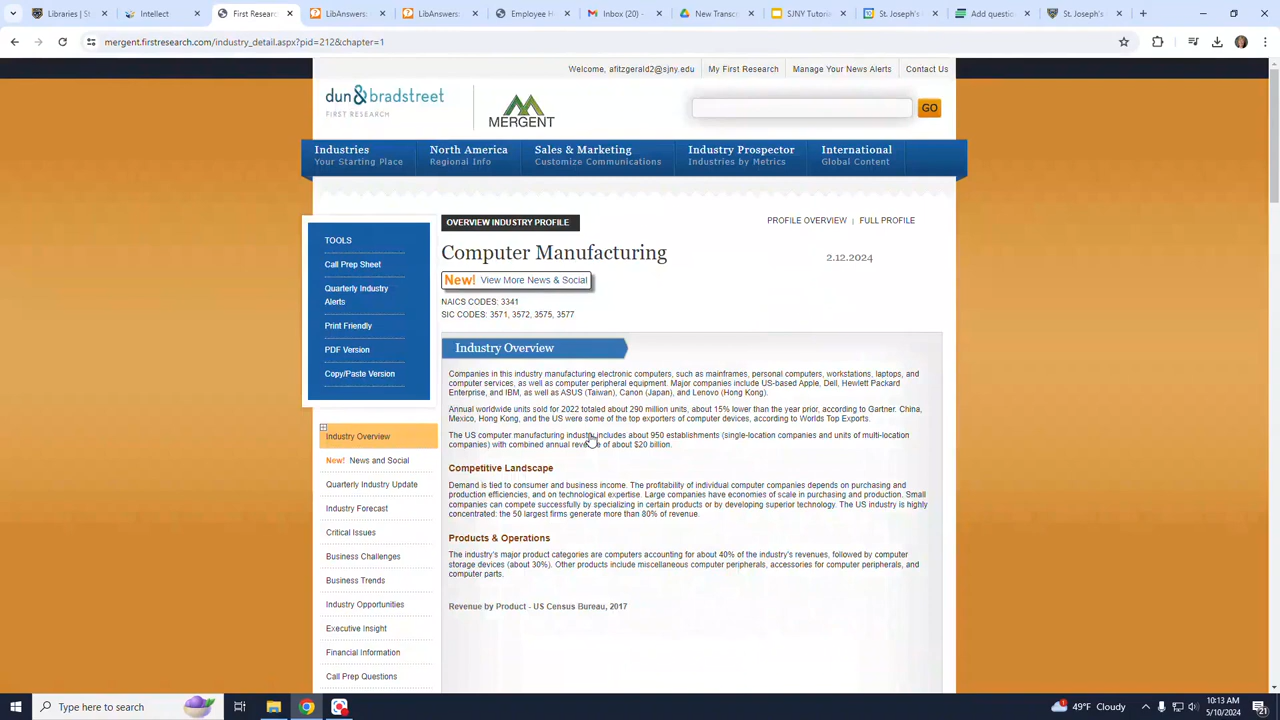 Libraries | St
Intellect
First Research
LibAnswers:
LibAnswers:
Employee H
Inbox (20) -
New Transc
SJNY Tutoria
St. Joseph's
Add questio
St. Joseph's
mergent.firstresearch.com/industry_detail.aspx?pid=212&chapter=1
Welcome, afitzgerald2@sjny.edu
My First Research
Manage Your News Alerts
Contact Us
dun&bradstreet
FIRST RESEARCH
MERGENT
GO
Industries
Your Starting Place
North America
Regional Info
Sales & Marketing
Customize Communications
Industry Prospector
Industries by Metrics
International
Global Content
OVERVIEW INDUSTRY PROFILE
PROFILE OVERVIEW | FULL PROFILE
Computer Manufacturing
2.12.2024
New! View More News & Social
NAICS CODES: 3341
SIC CODES: 3571, 3572, 3575, 3577
TOOLS
Call Prep Sheet
Quarterly Industry
Alerts
Print Friendly
PDF Version
Copy/Paste Version
Industry Overview
New! News and Social
Quarterly Industry Update
Industry Forecast
Critical Issues
Business Challenges
Business Trends
Industry Opportunities
Executive Insight
Financial Information
Call Prep Questions
Industry Overview
Companies in this industry manufacturing electronic computers, such as mainframes, personal computers, workstations, laptops, and
computer services, as well as computer peripheral equipment. Major companies include US-based Apple, Dell, Hewlett Packard
Enterprise, and IBM, as well as ASUS (Taiwan), Canon (Japan), and Lenovo (Hong Kong).
Annual worldwide units sold for 2022 totaled about 290 million units, about 15% lower than the year prior, according to Gartner. China,
Mexico, Hong Kong, and the US were some of the top exporters of computer devices, according to Worlds Top Exports.
The US computer manufacturing industry includes about 950 establishments (single-location companies and units of multi-location
companies) with combined annual revenue of about $20 billion.
Competitive Landscape
Demand is tied to consumer and business income. The profitability of individual computer companies depends on purchasing and
production efficiencies, and on technological expertise. Large companies have economies of scale in purchasing and production. Small
companies can compete successfully by specializing in certain products or by developing superior technology. The US industry is highly
concentrated: the 50 largest firms generate more than 80% of revenue.
Products & Operations
The industry's major product categories are computers accounting for about 40% of the industry's revenues, followed by computer
storage devices (about 30%). Other products include miscellaneous computer peripherals, accessories for computer peripherals, and
computer parts.
Revenue by Product - US Census Bureau, 2017
Type here to search
49°F Cloudy
10:13 AM
5/10/2024
21